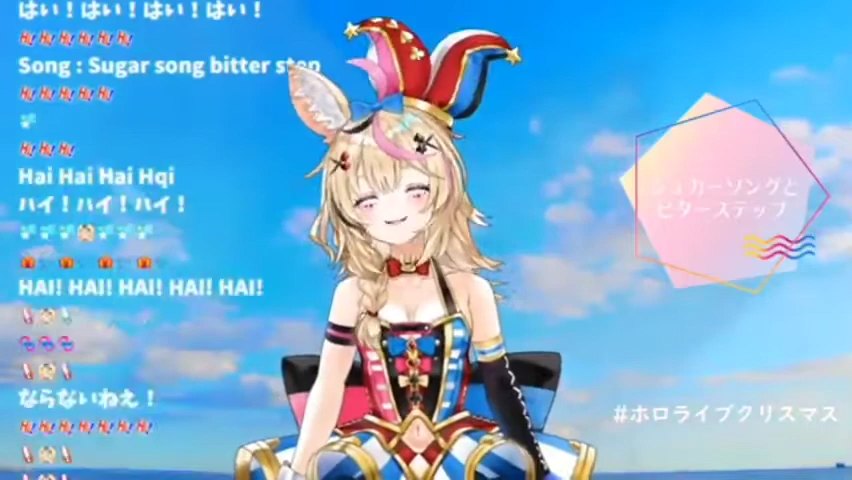 はい！はい！はい！はい！
Song : Sugar song bitter step
Hai Hai Hai Hqi
ハイ！ハイ！ハイ！
HAI! HAI! HAI! HAI! HAI!
ならないわえ！
シュガーソングと
ビターステップ
#ホロライブクリスマス